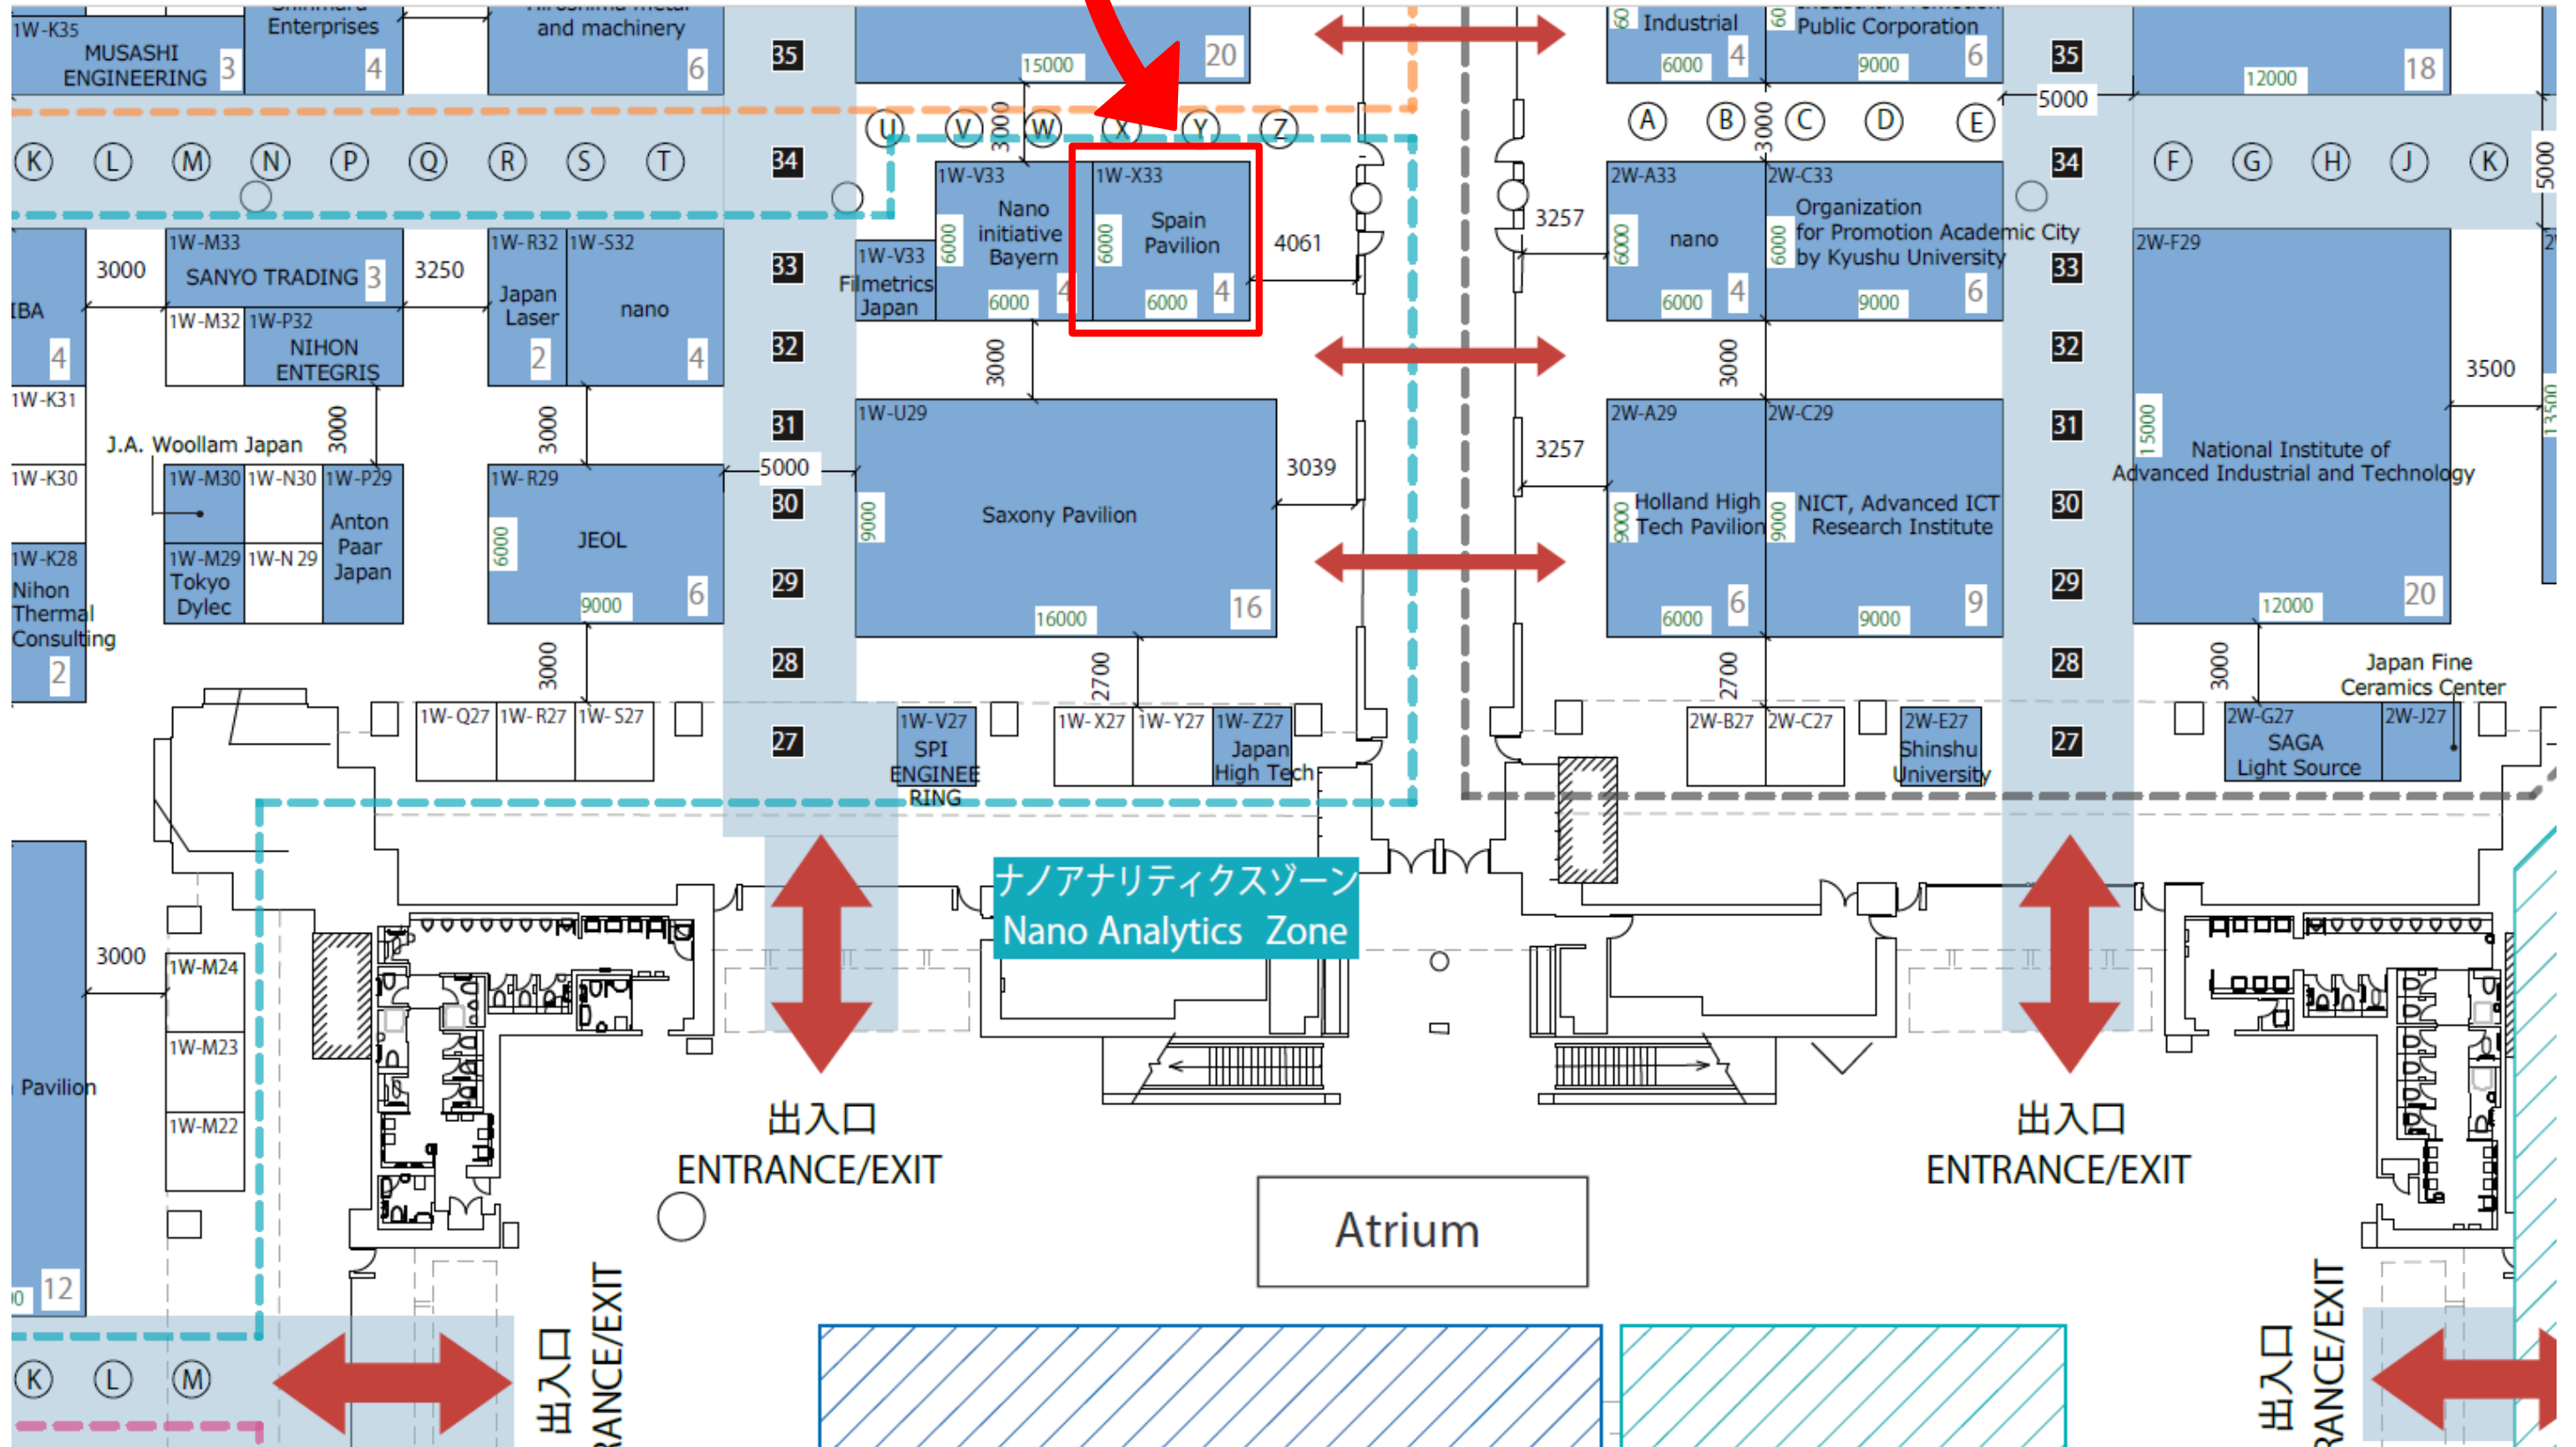 1W-K35
MUSASHI
ENGINEERING
3
Enterprises
4
and machinery
6
35
15000
20
Industrial
6000
4
Public Corporation
9000
6
35
12000
18
5000
3000
U
V
W
X
Y
Z
A
B
C
D
E
3000
K
L
M
N
P
Q
R
S
T
34
34
F
G
H
J
K
5000
1W-V33
Nano
initiative
Bayern
6000
6000
4
1W-X33
Spain
Pavilion
6000
6000
4
4061
3257
2W-A33
nano
6000
6000
4
2W-C33
Organization
for Promotion Academic City
by Kyushu University
6000
9000
6
33
33
1W-V33
Filmetrics
Japan
IBA
4
3000
1W-M33
SANYO TRADING
3
3250
1W-M32
1W-P32
NIHON
ENTEGRIS
1W-R32
Japan
Laser
2
1W-S32
nano
4
32
3000
3000
32
2W-F29
National Institute of
Advanced Industrial and Technology
15000
12000
20
3500
13500
1W-K31
1W-K30
J.A. Woollam Japan
3000
3000
31
31
1W-M30
1W-N30
1W-P29
Anton
Paar
Japan
1W-M29
Tokyo
Dylec
1W-N 29
1W-R29
JEOL
6000
9000
6
5000
30
29
28
1W-U29
Saxony Pavilion
9000
16000
16
3039
3257
2W-A29
Holland High
Tech Pavilion
9000
6000
6
2W-C29
NICT, Advanced ICT
Research Institute
9000
9000
9
30
29
28
1W-K28
Nihon
Thermal
Consulting
2
3000
2700
2700
3000
Japan Fine
Ceramics Center
1W-Q27
1W-R27
1W-S27
27
1W-V27
SPI
ENGINEE
RING
1W-X27
1W-Y27
1W-Z27
Japan
High Tech
2W-B27
2W-C27
2W-E27
Shinshu
University
27
2W-G27
SAGA
Light Source
2W-J27
ナノアナリティクスゾーン
Nano Analytics Zone
3000
1W-M24
1W-M23
1W-M22
Pavilion
12
出入口
ENTRANCE/EXIT
出入口
ENTRANCE/EXIT
Atrium
K
L
M
出入口
RANCE/EXIT
出入口
RANCE/EXIT